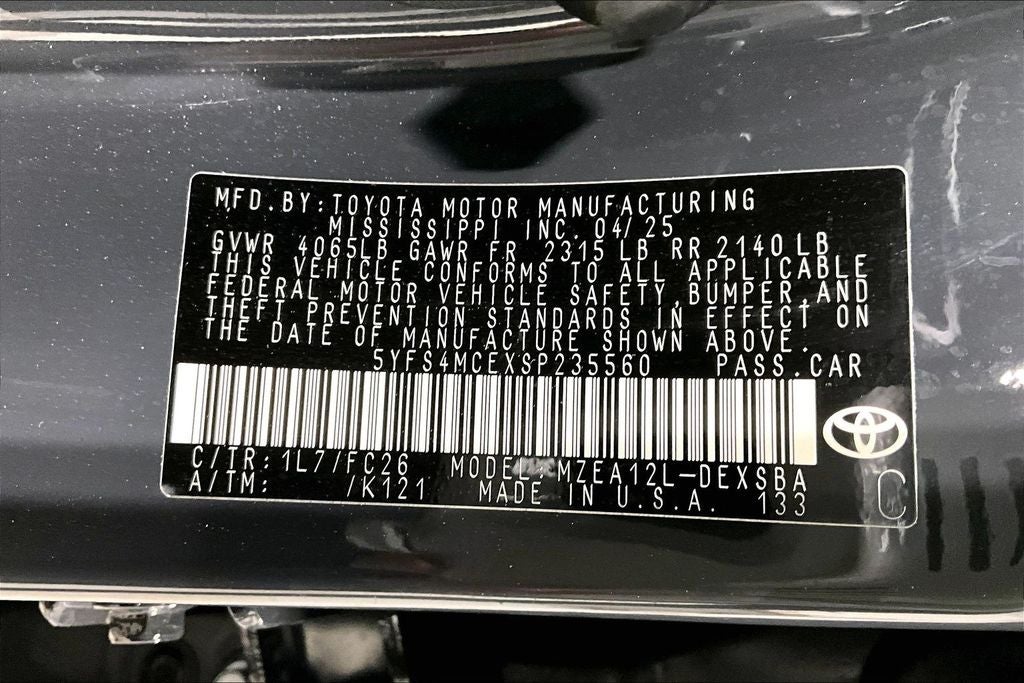 MFD.BY:TOYOTA MOTOR MANUFACTURING
MISSISSIPPI INC. 04/25
GVWR 4065LB GAWR FR 2315 LB RR 2140 LB
THIS VEHICLE CONFORMS TO ALL APPLICABLE
FEDERAL MOTOR VEHICLE SAFETY,BUMPER,AND
THEFT PREVENTION STANDARDS IN EFFECT ON
THE DATE OF MANUFACTURE SHOWN ABOVE.
5YFS4MCEXSP235560 PASS.CAR
C/TR: 1L7/FC26 MODEL:MZEA12L-DEXSBA
A/TM: /K121 MADE IN U.S.A. 133
C